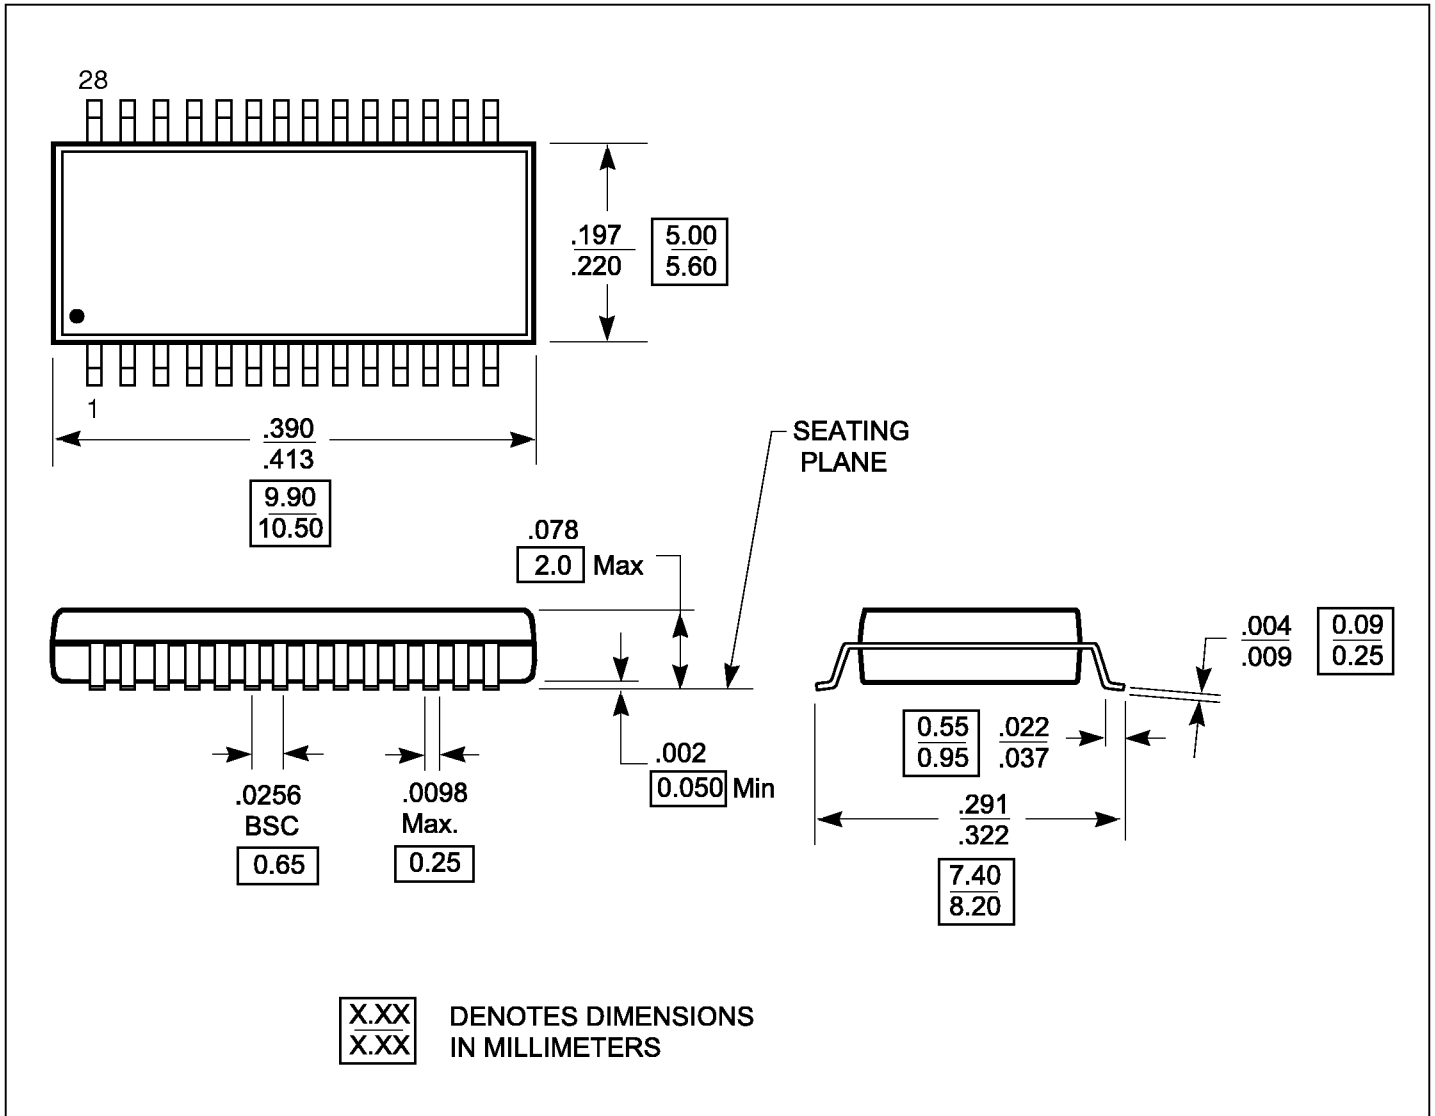 28
.197
.220
5.00
5.60
1
.390
.413
9.90
10.50
SEATING
PLANE
.078
2.0 Max
.004
.009
0.09
0.25
0.55
0.95
.022
.037
.002
0.050 Min
.0256
BSC
0.65
.0098
Max.
0.25
.291
.322
7.40
8.20
X.XX
X.XX
DENOTES DIMENSIONS
IN MILLIMETERS